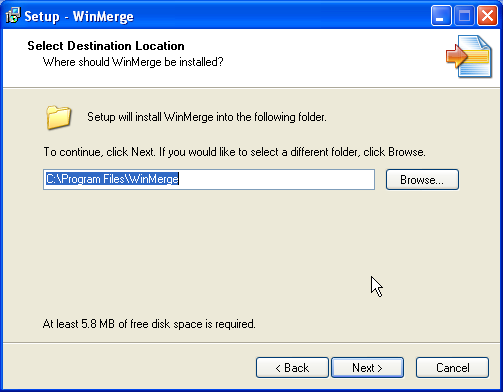 Setup - WinMerge
Select Destination Location
Where should WinMerge be installed?
Setup will install WinMerge into the following folder.
To continue, click Next. If you would like to select a different folder, click Browse.
C:\Program Files\WinMerge
Browse...
At least 5.8 MB of free disk space is required.
< Back
Next >
Cancel